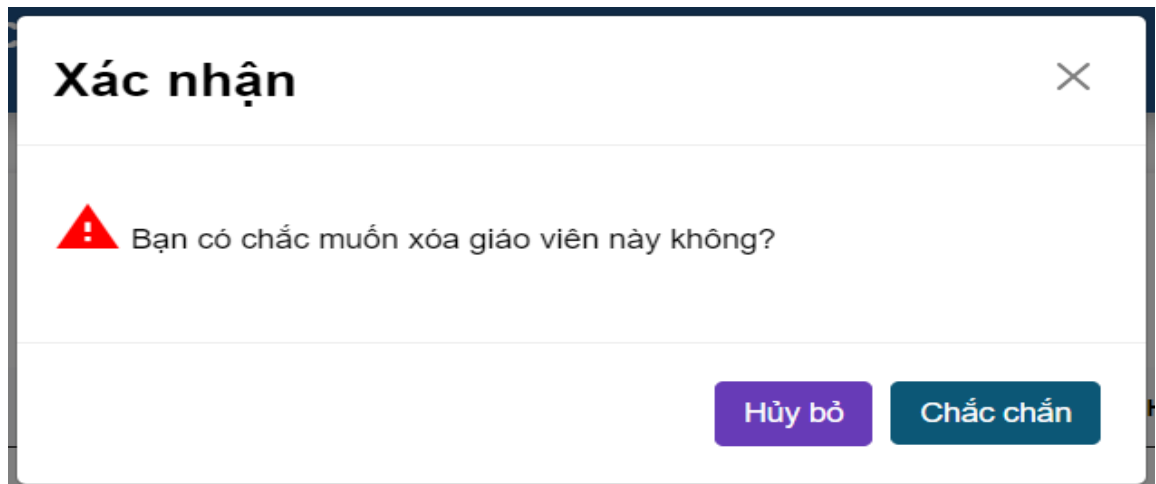 Xác nhận
Bạn có chắc muốn xóa giáo viên này không?
Hủy bỏ
Chắc chắn